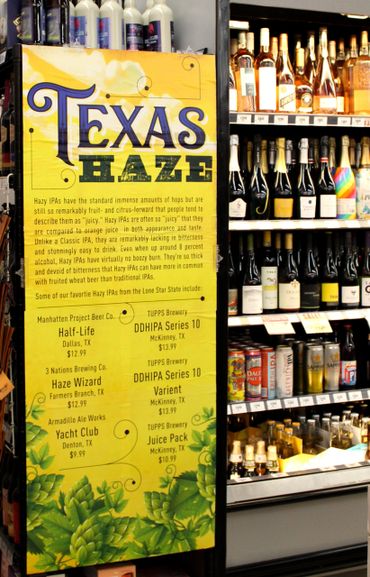 TEXAS
HAZE
Hazy IPAs have the standard immense amounts of hops but are
still so remarkably fruit- and citrus-forward that people tend to
describe them as "juicy." Hazy IPAs are often so "juicy" that they
are compared to orange juice in both appearance and taste.
Unlike a Classic IPA, they are remarkably lacking in bitterness
and stunningly easy to drink. Even when up around 8 percent
alcohol, Hazy IPAs have virtually no boozy burn. They're so thick
and devoid of bitterness that Hazy IPAs can have more in common
with fruited wheat beer than traditional IPAs.
Some of our favortie Hazy IPAs from the Lone Star State include:
Manhatten Project Beer Co.
Half-Life
Dallas, TX
$12.99
3 Nations Brewing Co.
Haze Wizard
Farmers Branch, TX
$12.99
Armadillo Ale Works
Yacht Club
Denton, TX
$9.99
TUPPS Brewery
DDHIPA Series 10
McKinney, TX
$13.99
TUPPS Brewery
DDHIPA Series 10
Varient
McKinney, TX
$13.99
TUPPS Brewery
Juice Pack
McKinney, TX
$10.99